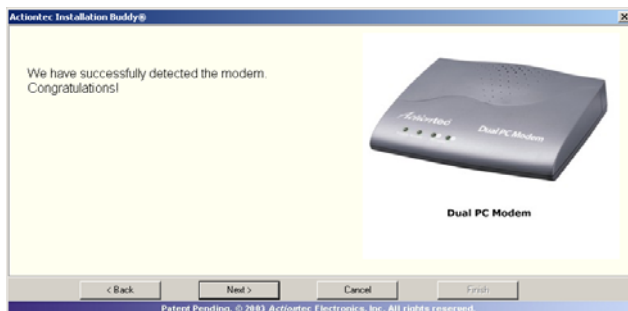 Actiontec Installation Buddy®
We have successfully detected the modem.
Congratulations!
Actiontec
Dual PC Modem
Dual PC Modem
< Back
Next >
Cancel
Finish
Patent Pending. © 2003 Actiontec Electronics, Inc. All rights reserved.